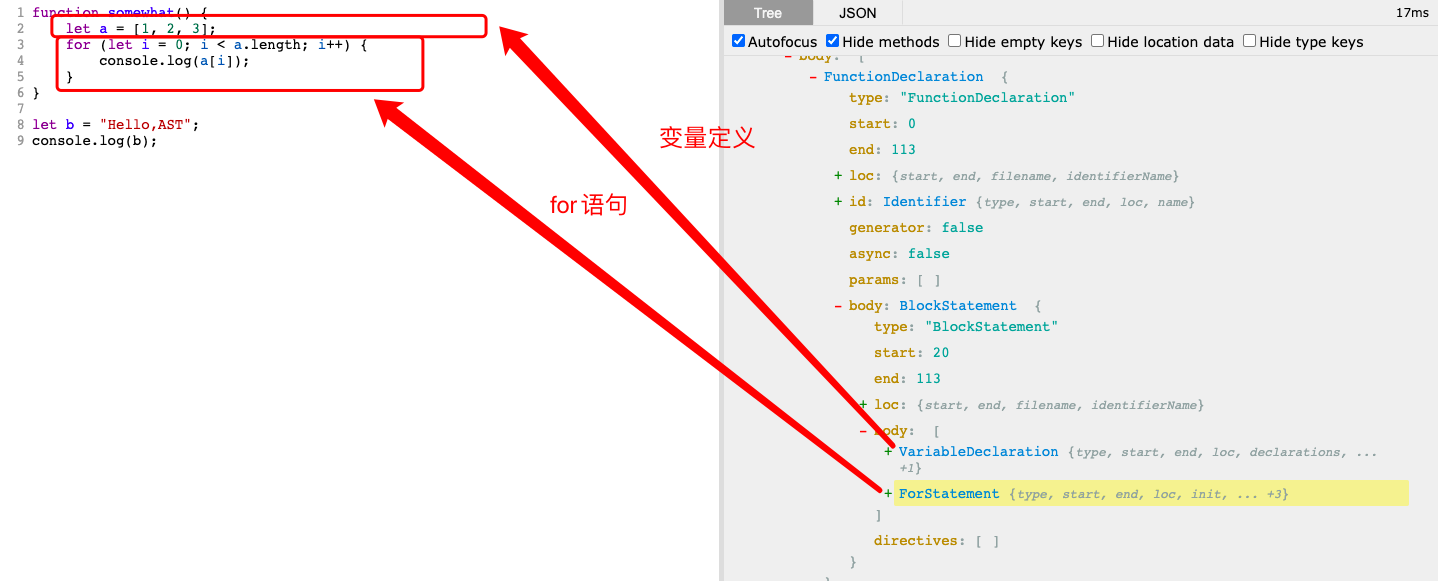 1 function somewhat() {
2 let a = [1, 2, 3];
3 for (let i = 0; i < a.length; i++) {
4 console.log(a[i]);
5 }
6 }
7
8 let b = "Hello,AST";
9 console.log(b);
变量定义
for 语句
Tree JSON 17ms
Autofocus Hide methods Hide empty keys Hide location data Hide type keys
- body: [
- FunctionDeclaration {
type: "FunctionDeclaration"
start: 0
end: 113
+ loc: {start, end, filename, identifierName}
+ id: Identifier {type, start, end, loc, name}
generator: false
async: false
params: [ ]
- body: BlockStatement {
type: "BlockStatement"
start: 20
end: 113
+ loc: {start, end, filename, identifierName}
- body: [
+ VariableDeclaration {type, start, end, loc, declarations, ...
+1}
+ ForStatement {type, start, end, loc, init, ... +3}
]
directives: [ ]
}
}